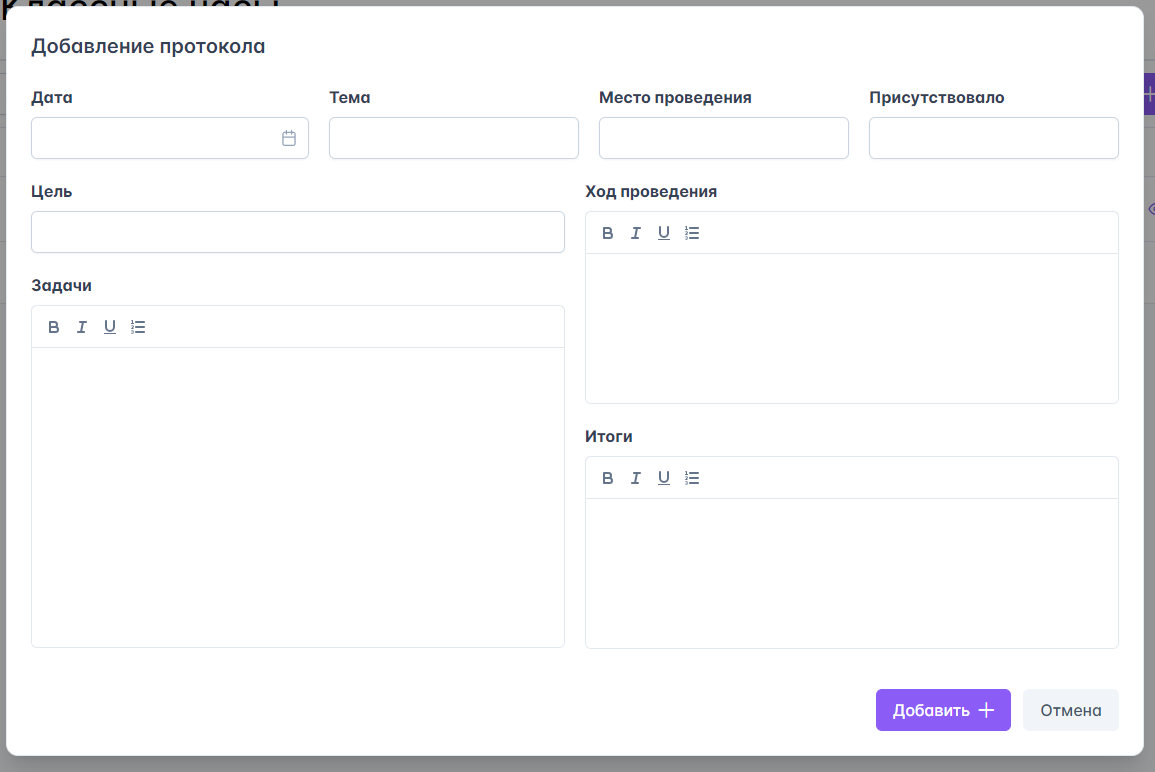 Добавление протокола
Дата
Тема
Место проведения
Присутствовало
Цель
Ход проведения
B I U
Задачи
B I U
Итоги
B I U
Добавить +
Отмена